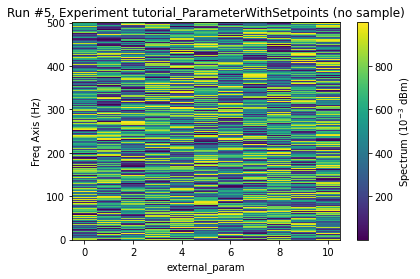 Run #5, Experiment tutorial_ParameterWithSetpoints (no sample)
500
400
300
200
100
0
Freq Axis (Hz)
0 2 4 6 8 10
external_param
800
600
400
200
Spectrum (10⁻³ dBm)